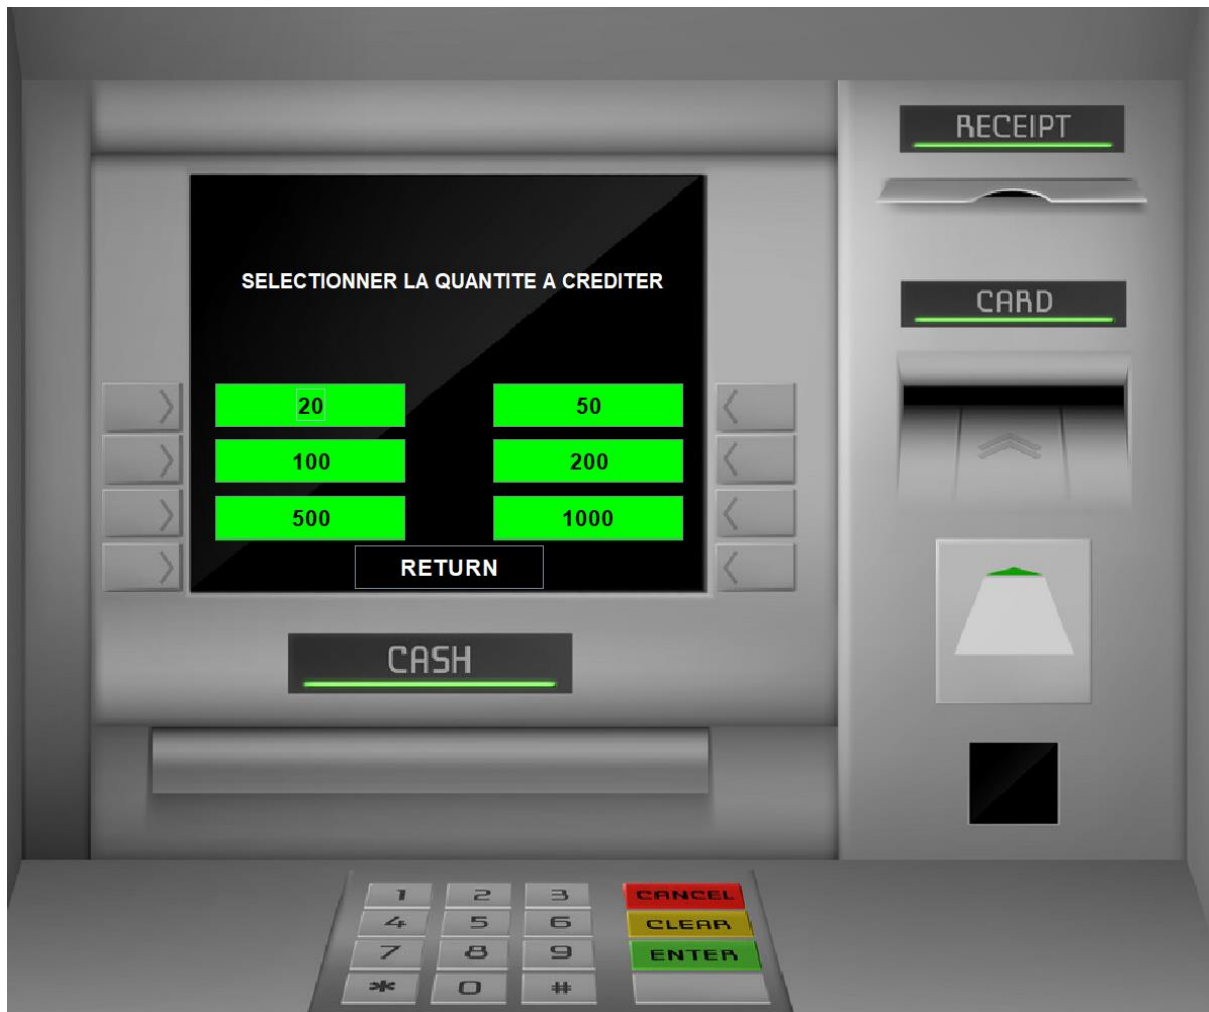 RECEIPT
SELECTIONNER LA QUANTITE A CREDITER
CARD
20 50
100 200
500 1000
RETURN
CASH
1 2 3 CANCEL
4 5 6 CLEAR
7 8 9 ENTER
* 0 #